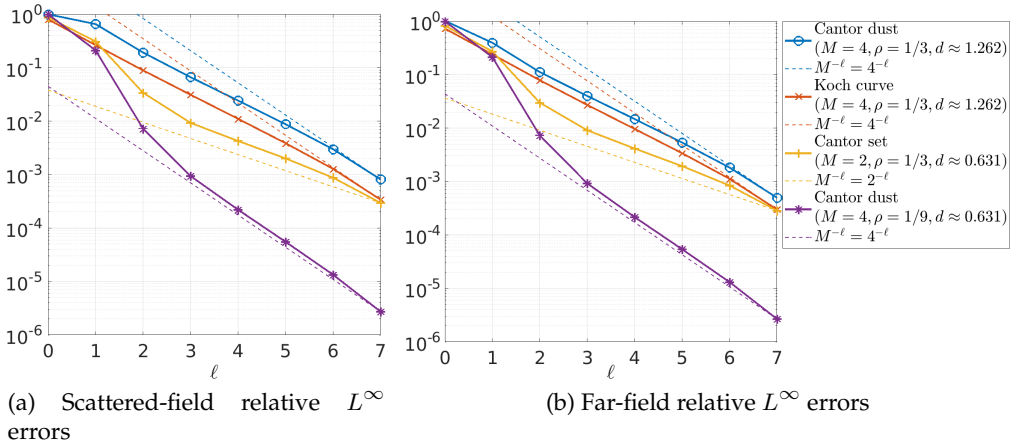 10^0
10^-1
10^-2
10^-3
10^-4
10^-5
10^-6
0 1 2 3 4 5 6 7
ℓ
(a) Scattered-field relative L^∞
errors
10^0
10^-1
10^-2
10^-3
10^-4
10^-5
10^-6
0 1 2 3 4 5 6 7
ℓ
(b) Far-field relative L^∞ errors
Cantor dust
(M = 4, ρ = 1/3, d ≈ 1.262)
M^-ℓ = 4^-ℓ
Koch curve
(M = 4, ρ = 1/3, d ≈ 1.262)
M^-ℓ = 4^-ℓ
Cantor set
(M = 2, ρ = 1/3, d ≈ 0.631)
M^-ℓ = 2^-ℓ
Cantor dust
(M = 4, ρ = 1/9, d ≈ 0.631)
M^-ℓ = 4^-ℓ